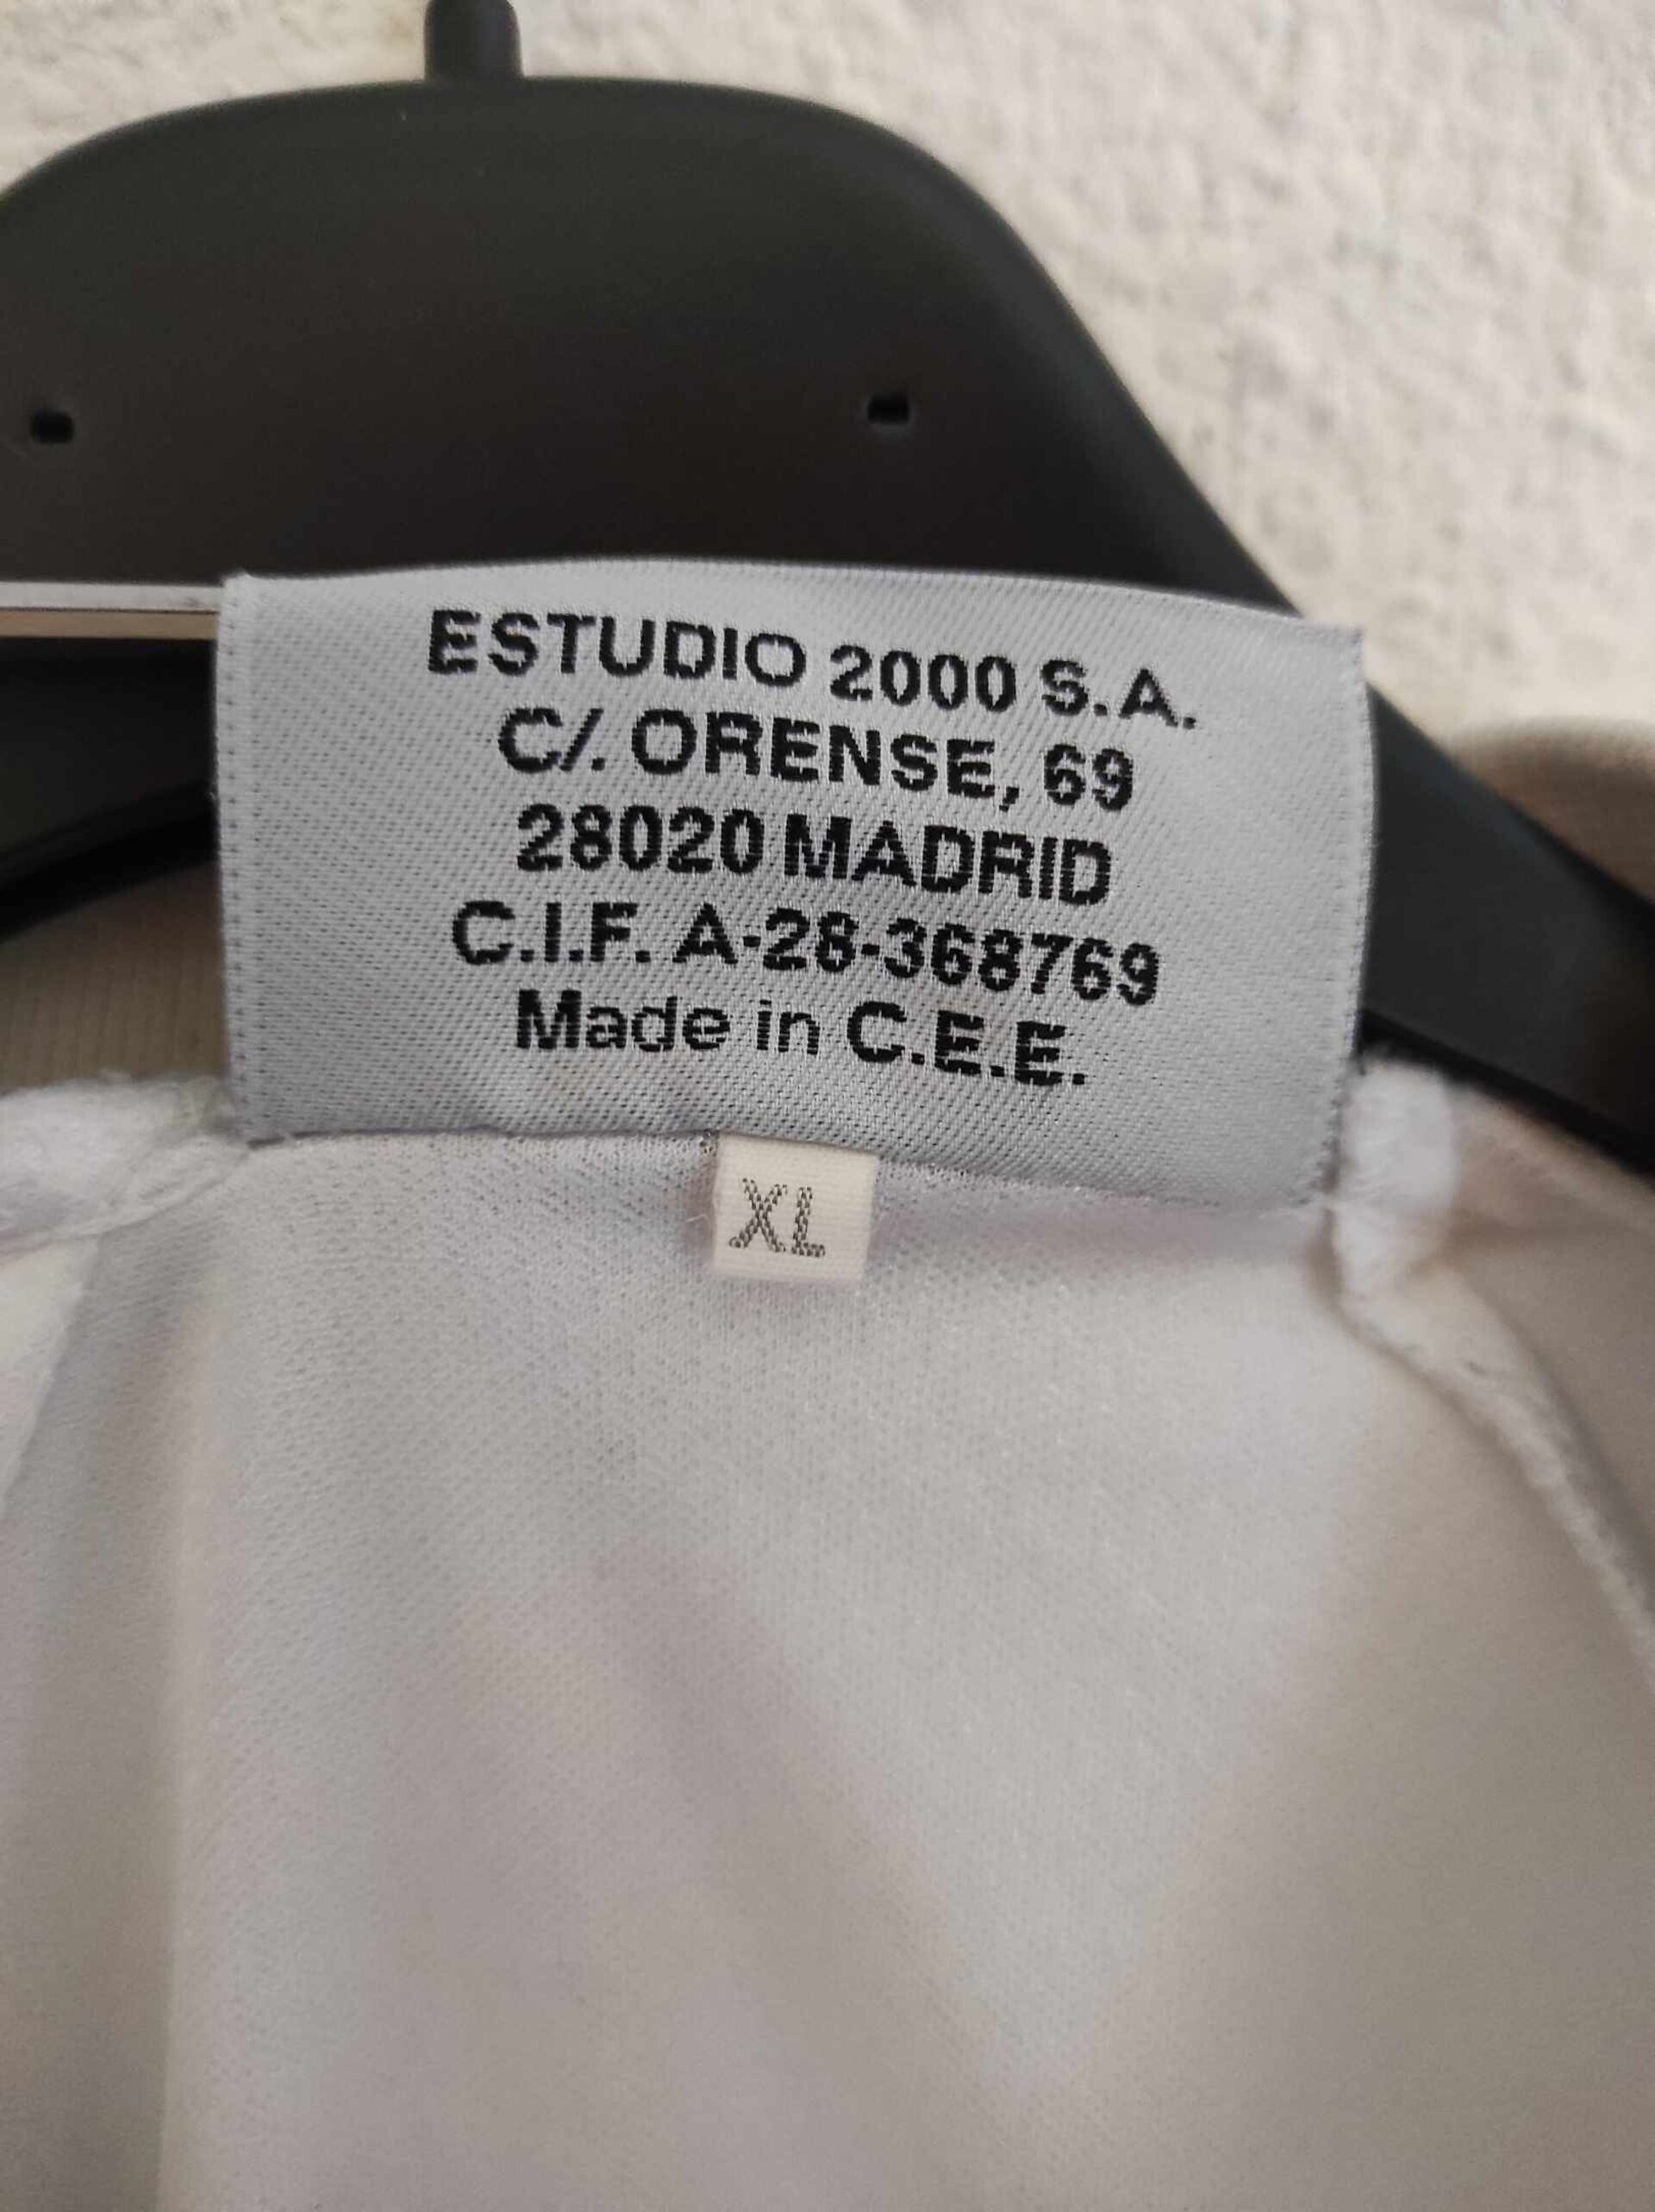 ESTUDIO 2000 S.A.
C/. ORENSE, 69
28020 MADRID
C.I.F. A-28-368769
Made in C.E.E.
XL